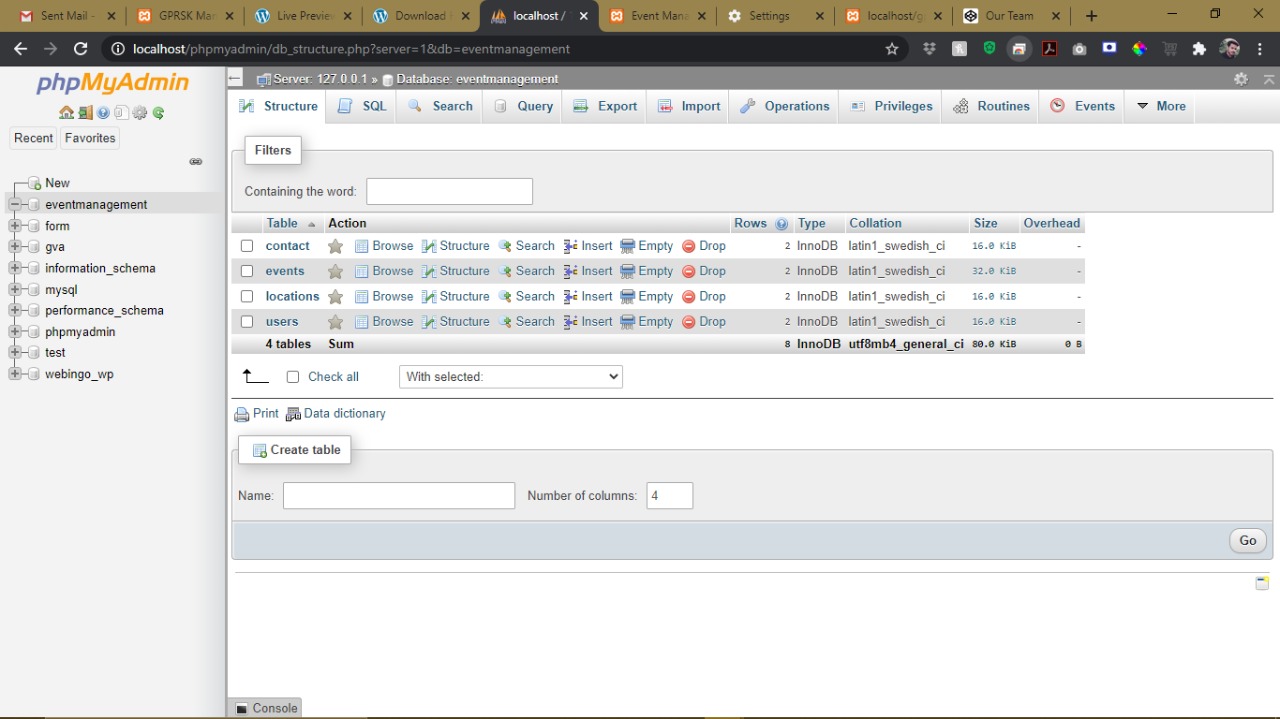 Sent Mail -
GPRSK Mar
Live Preview
Download F
localhost /
Event Mana
Settings
localhost/g
Our Team
localhost/phpmyadmin/db_structure.php?server=1&db=eventmanagement
phpMyAdmin
Recent Favorites
New
eventmanagement
form
gva
information_schema
mysql
performance_schema
phpmyadmin
test
webingo_wp
Server: 127.0.0.1 » Database: eventmanagement
Structure SQL Search Query Export Import Operations Privileges Routines Events More
Filters
Containing the word:
Table Action Rows Type Collation Size Overhead
contact Browse Structure Search Insert Empty Drop 2 InnoDB latin1_swedish_ci 16.0 KiB -
events Browse Structure Search Insert Empty Drop 2 InnoDB latin1_swedish_ci 32.0 KiB -
locations Browse Structure Search Insert Empty Drop 2 InnoDB latin1_swedish_ci 16.0 KiB -
users Browse Structure Search Insert Empty Drop 2 InnoDB latin1_swedish_ci 16.0 KiB -
4 tables Sum 8 InnoDB utf8mb4_general_ci 80.0 KiB 0 B
Check all With selected:
Print Data dictionary
Create table
Name: Number of columns: 4
Go
Console